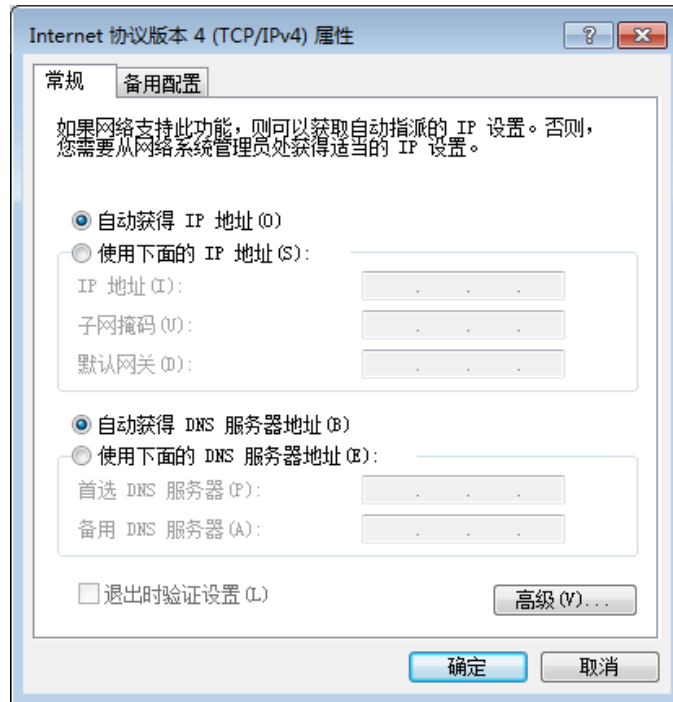 Internet 协议版本 4 (TCP/IPv4) 属性
常规
备用配置
如果网络支持此功能，则可以获取自动指派的 IP 设置。否则，
您需要从网络系统管理员处获得适当的 IP 设置。
自动获得 IP 地址(O)
使用下面的 IP 地址(S):
IP 地址(I):
子网掩码(U):
默认网关(D):
自动获得 DNS 服务器地址(B)
使用下面的 DNS 服务器地址(E):
首选 DNS 服务器(P):
备用 DNS 服务器(A):
退出时验证设置(L)
高级(V)...
确定
取消